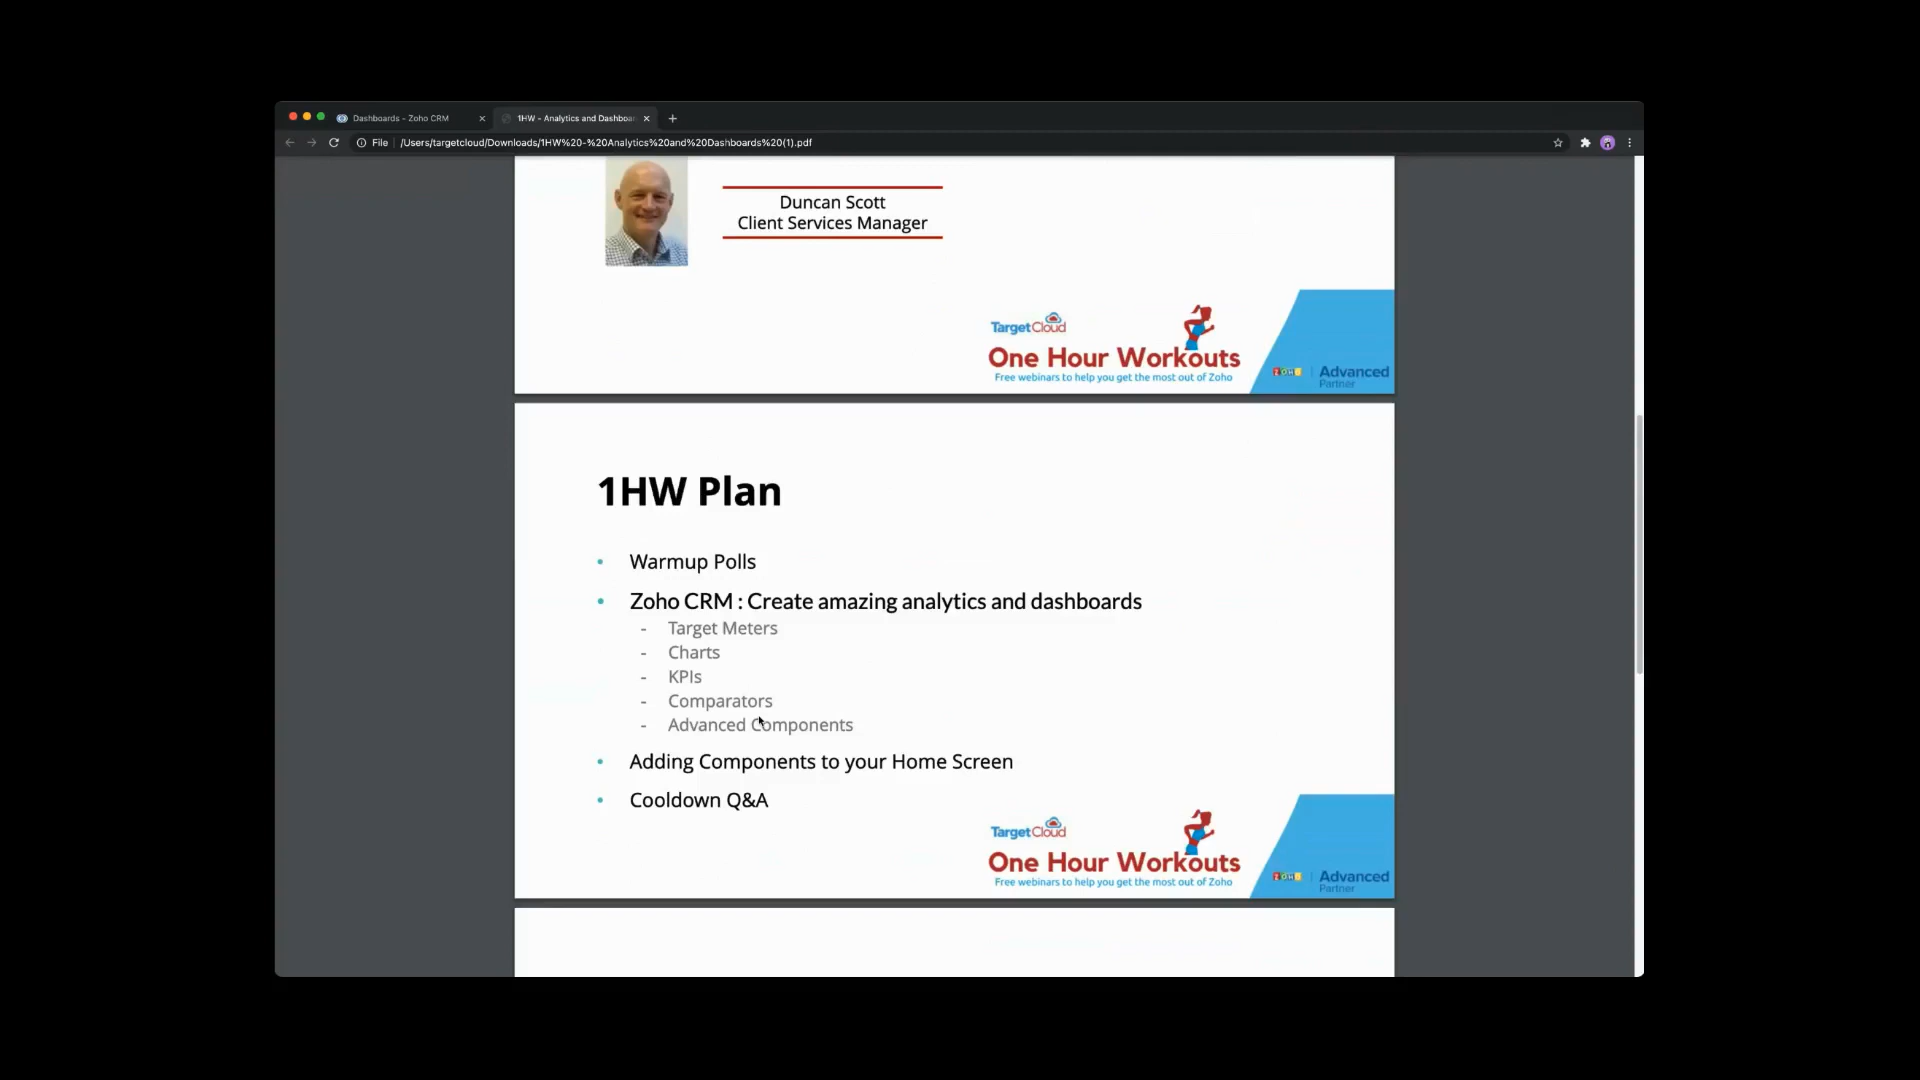 Dashboards - Zoho CRM
1HW - Analytics and Dashboar
File
/Users/targetcloud/Downloads/1HW%20-%20Analytics%20and%20Dashboards%20(1).pdf
Duncan Scott
Client Services Manager
TargetCloud
One Hour Workouts
Free webinars to help you get the most out of Zoho
ZOHO | Advanced
Partner
1HW Plan
• Warmup Polls
• Zoho CRM : Create amazing analytics and dashboards
- Target Meters
- Charts
- KPIs
- Comparators
- Advanced Components
• Adding Components to your Home Screen
• Cooldown Q&A
TargetCloud
One Hour Workouts
Free webinars to help you get the most out of Zoho
ZOHO | Advanced
Partner